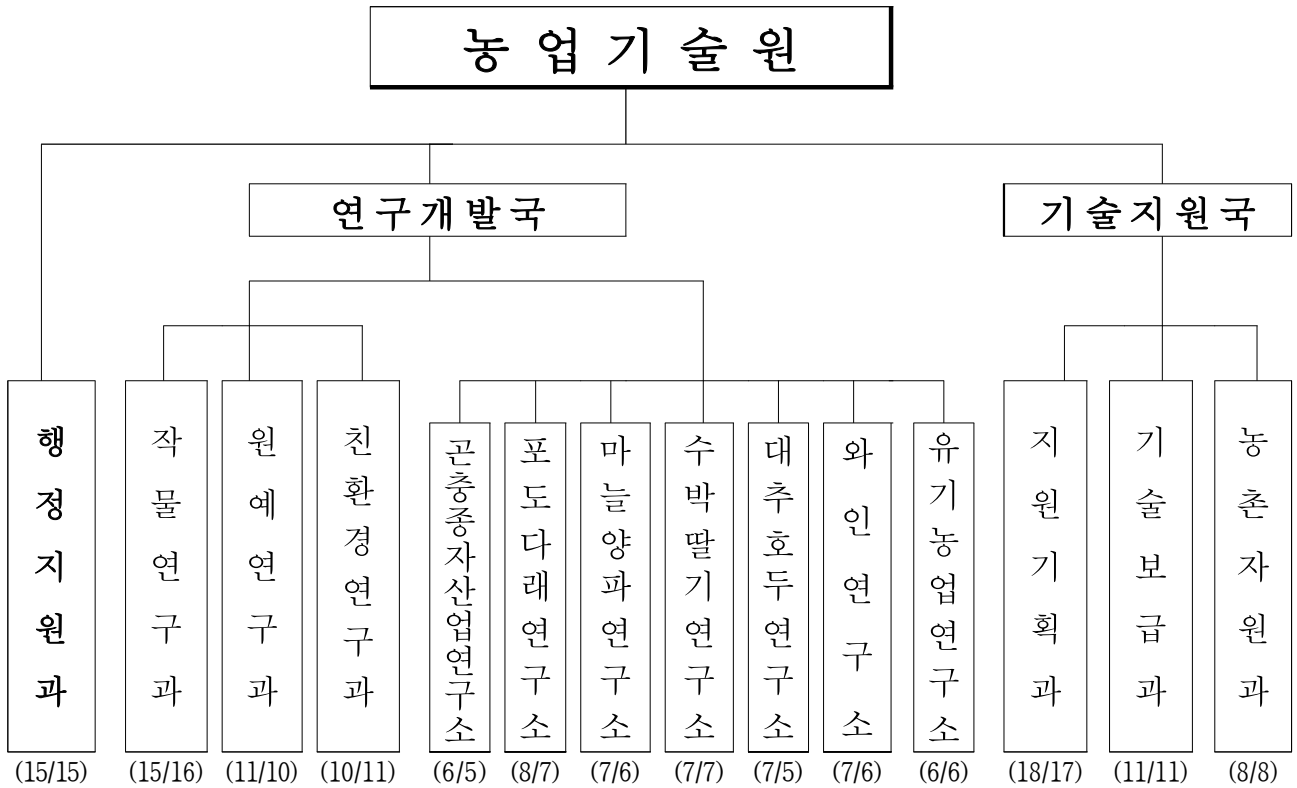 농업기술원
연구개발국
기술지원국
행정지원과
작물연구과
원예연구과
친환경연구과
곤충종자산업연구소
포도다래연구소
마늘양파연구소
수박딸기연구소
대추호두연구소
와인연구소
유기농업연구소
지원기획과
기술보급과
농촌자원과
(15/15)
(15/16)
(11/10)
(10/11)
(6/5)
(8/7)
(7/6)
(7/7)
(7/5)
(7/6)
(6/6)
(18/17)
(11/11)
(8/8)